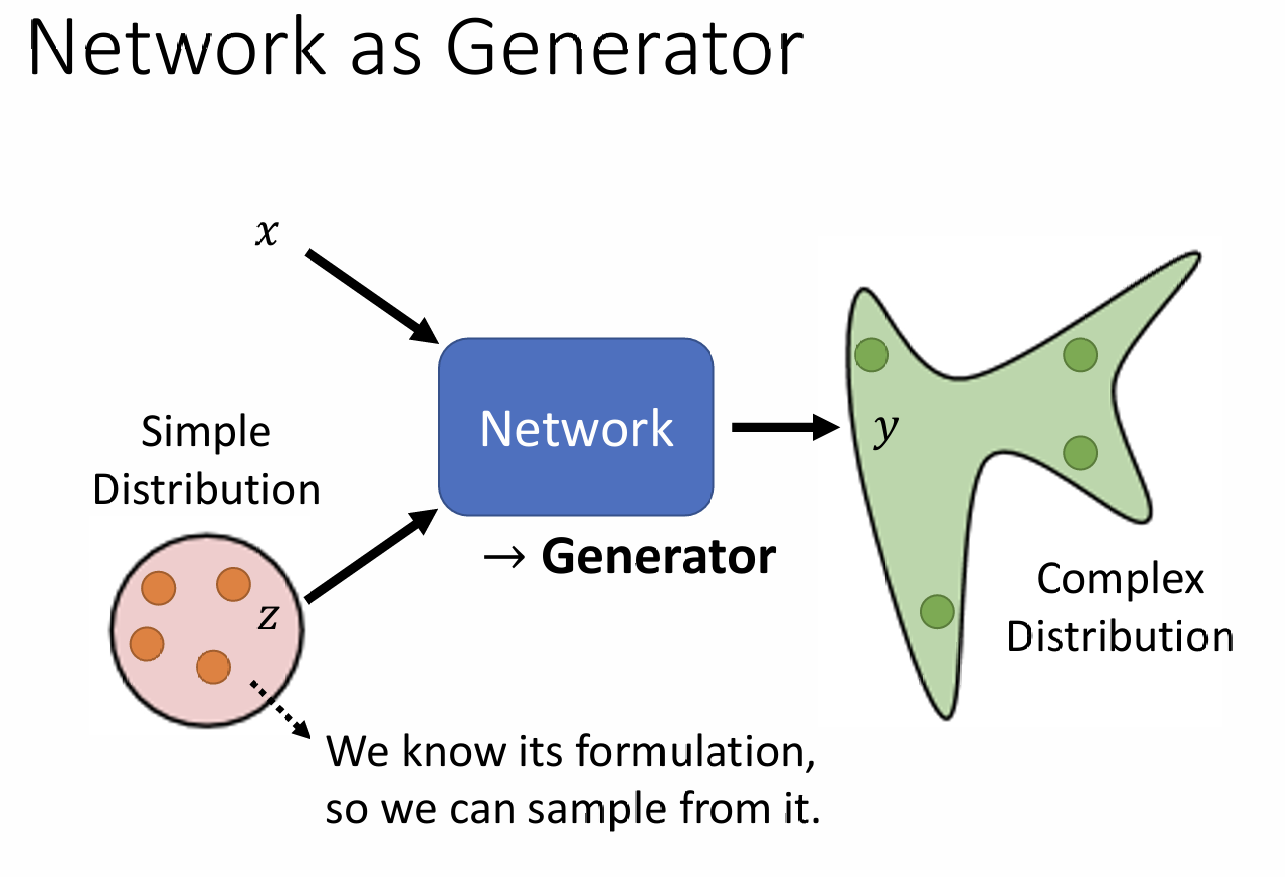 Network as Generator
x
Simple
Distribution
z
Network
→ Generator
y
Complex
Distribution
We know its formulation,
so we can sample from it.